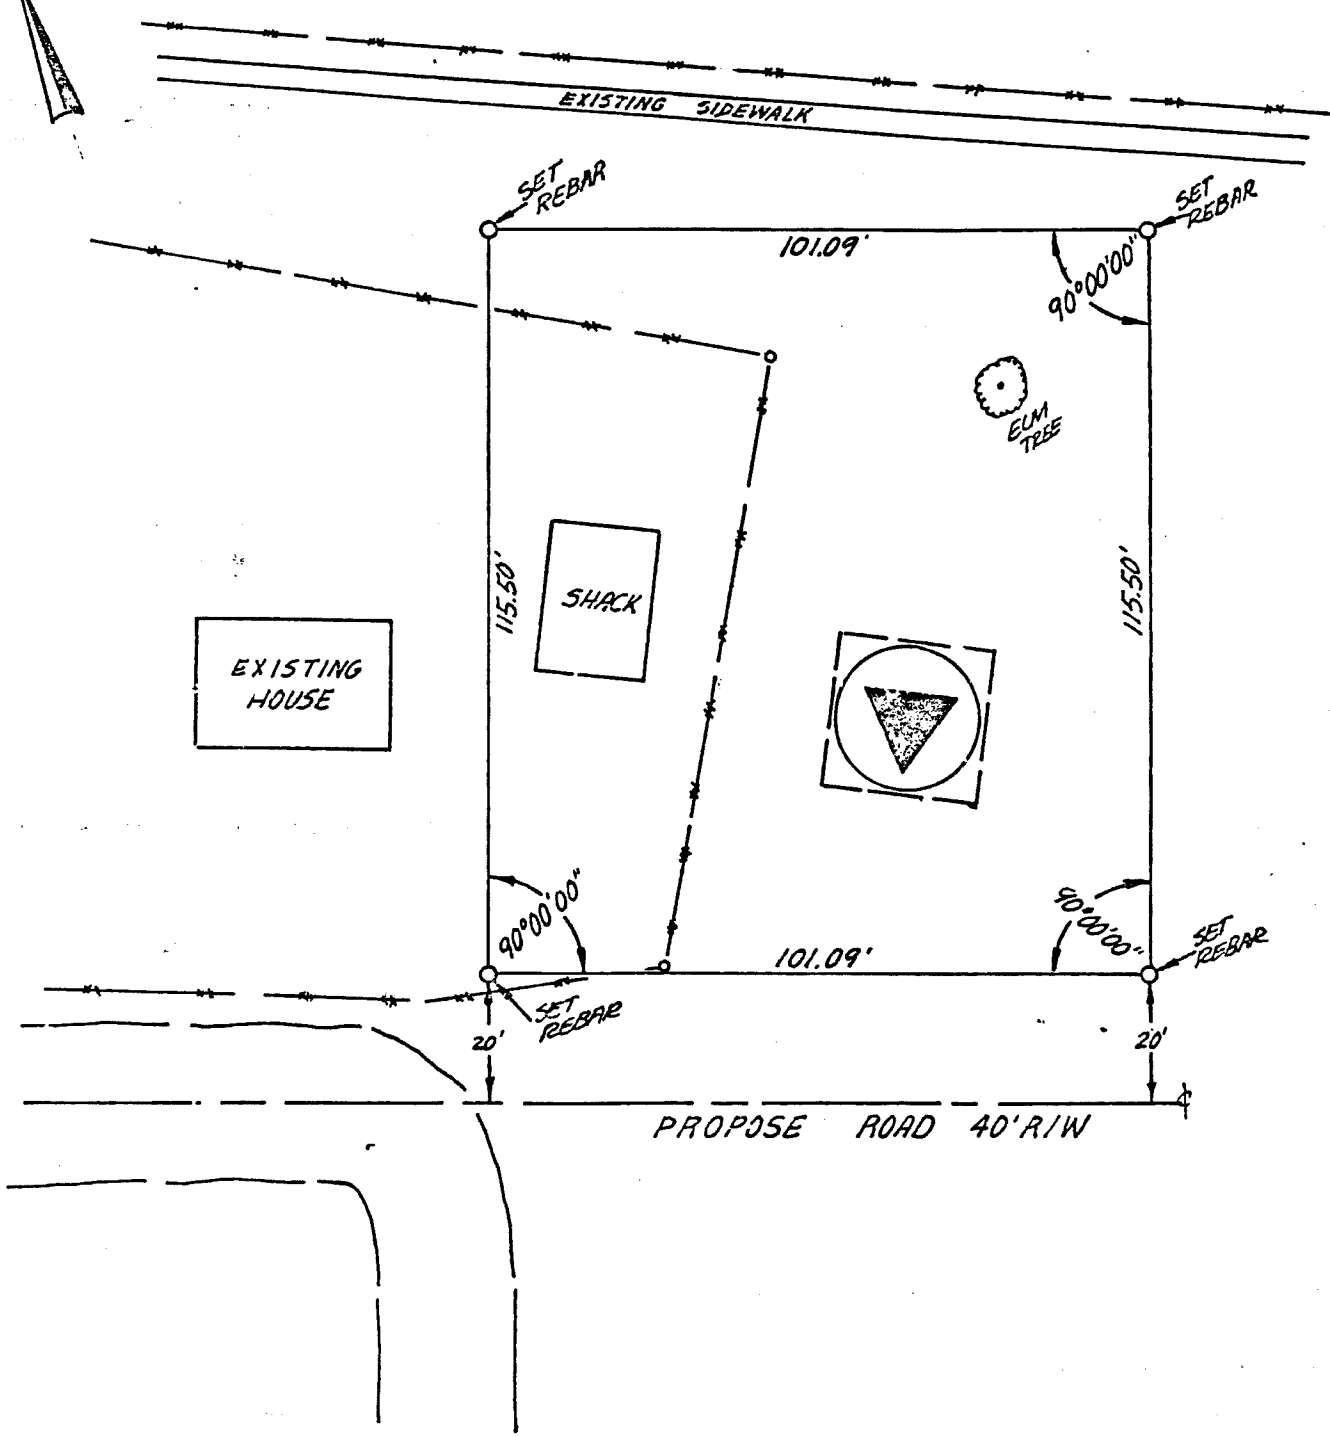 EXISTING SIDEWALK
SET
REBAR
SET
REBAR
101.09'
90°00'00"
ELM
TREE
115.50'
SHACK
115.50'
EXISTING
HOUSE
90°00'00"
90°00'00"
101.09'
SET
REBAR
SET
REBAR
20'
20'
PROPOSE ROAD 40' R/W